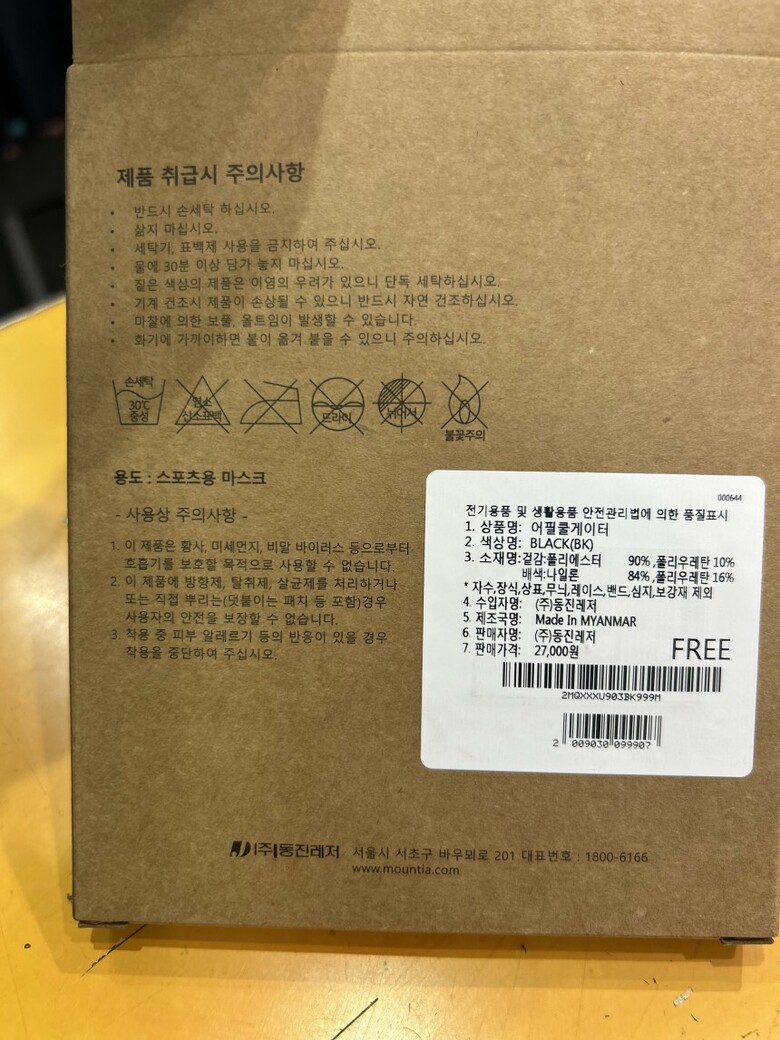 제품 취급시 주의사항
• 반드시 손세탁 하십시오.
• 삶지 마십시오.
• 세탁기, 표백제 사용을 금지하여 주십시오.
• 물에 30분 이상 담가 놓지 마십시오.
• 짙은 색상의 제품은 이염의 우려가 있으니 단독 세탁하십시오.
• 기계 건조시 제품이 손상될 수 있으니 반드시 자연 건조하십시오.
• 마찰에 의한 보풀, 올트임이 발생할 수 있습니다.
• 화기에 가까이하면 불이 옮겨 붙을 수 있으니 주의하십시오.
손세탁
30℃
중성
염소
산소표백
드라이
불꽃주의
용도 : 스포츠용 마스크
- 사용상 주의사항 -
1. 이 제품은 황사, 미세먼지, 비말 바이러스 등으로부터
호흡기를 보호할 목적으로 사용할 수 없습니다.
2. 이 제품에 방향제, 탈취제, 살균제를 처리하거나
또는 직접 뿌리는(덧붙이는 패치 등 포함)경우
사용자의 안전을 보장할 수 없습니다.
3. 착용 중 피부 알레르기 등의 반응이 있을 경우
착용을 중단하여 주십시오.
000644
전기용품 및 생활용품 안전관리법에 의한 품질표시
1. 상품명: 어필쿨게이터
2. 색상명: BLACK(BK)
3. 소재명: 겉감:폴리에스터 90% ,폴리우레탄 10%
배색:나일론 84% ,폴리우레탄 16%
* 자수,장식,상표,무늬,레이스,밴드,심지,보강재 제외
4. 수입자명: (주)동진레저
5. 제조국명: Made In MYANMAR
6. 판매자명: (주)동진레저
7. 판매가격: 27,000원
FREE
2MQXXXU903BK999M
2 009030 099907
(주)동진레저 서울시 서초구 바우뫼로 201 대표번호 : 1800-6166
www.mountia.com